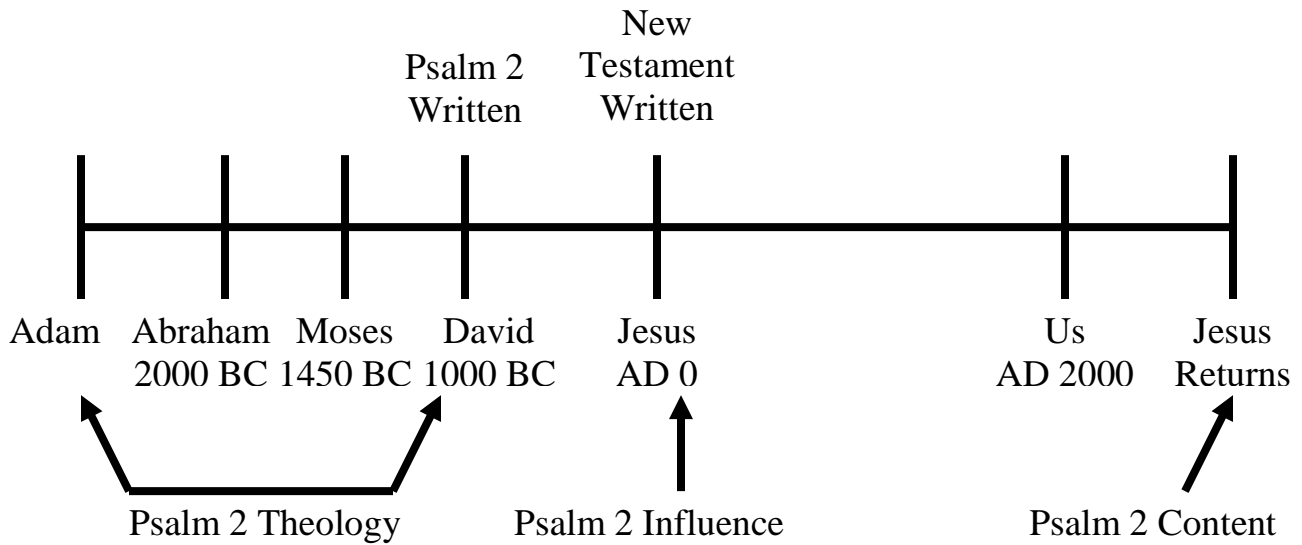 New
Testament
Written
Psalm 2
Written
Adam
Abraham
2000 BC
Moses
1450 BC
David
1000 BC
Jesus
AD 0
Us
AD 2000
Jesus
Returns
Psalm 2 Theology
Psalm 2 Influence
Psalm 2 Content